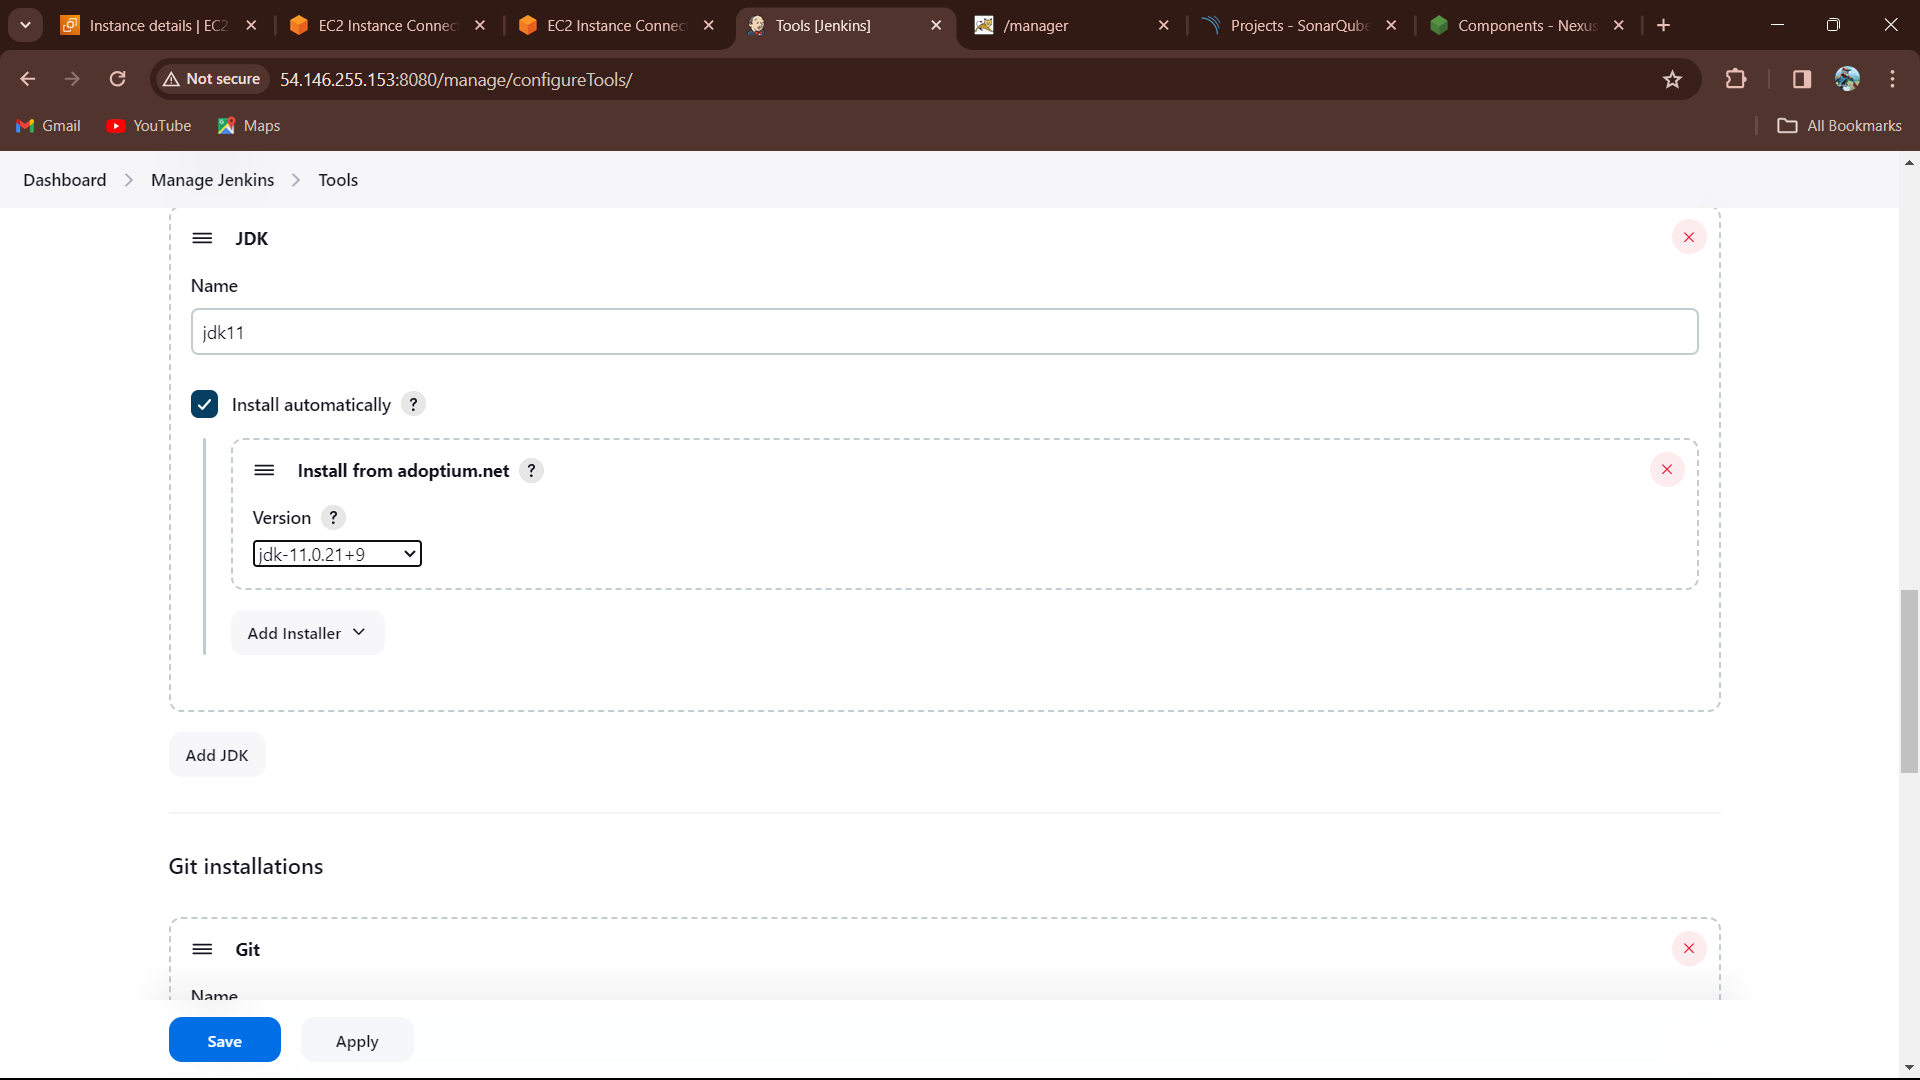 Instance details | EC2
EC2 Instance Connec
EC2 Instance Connec
Tools [Jenkins]
/manager
Projects - SonarQube
Components - Nexus
Not secure
54.146.255.153:8080/manage/configureTools/
Gmail
YouTube
Maps
All Bookmarks
Dashboard
Manage Jenkins
Tools
JDK
Name
jdk11
Install automatically ?
Install from adoptium.net ?
Version ?
jdk-11.0.21+9
Add Installer
Add JDK
Git installations
Git
Name
Save
Apply